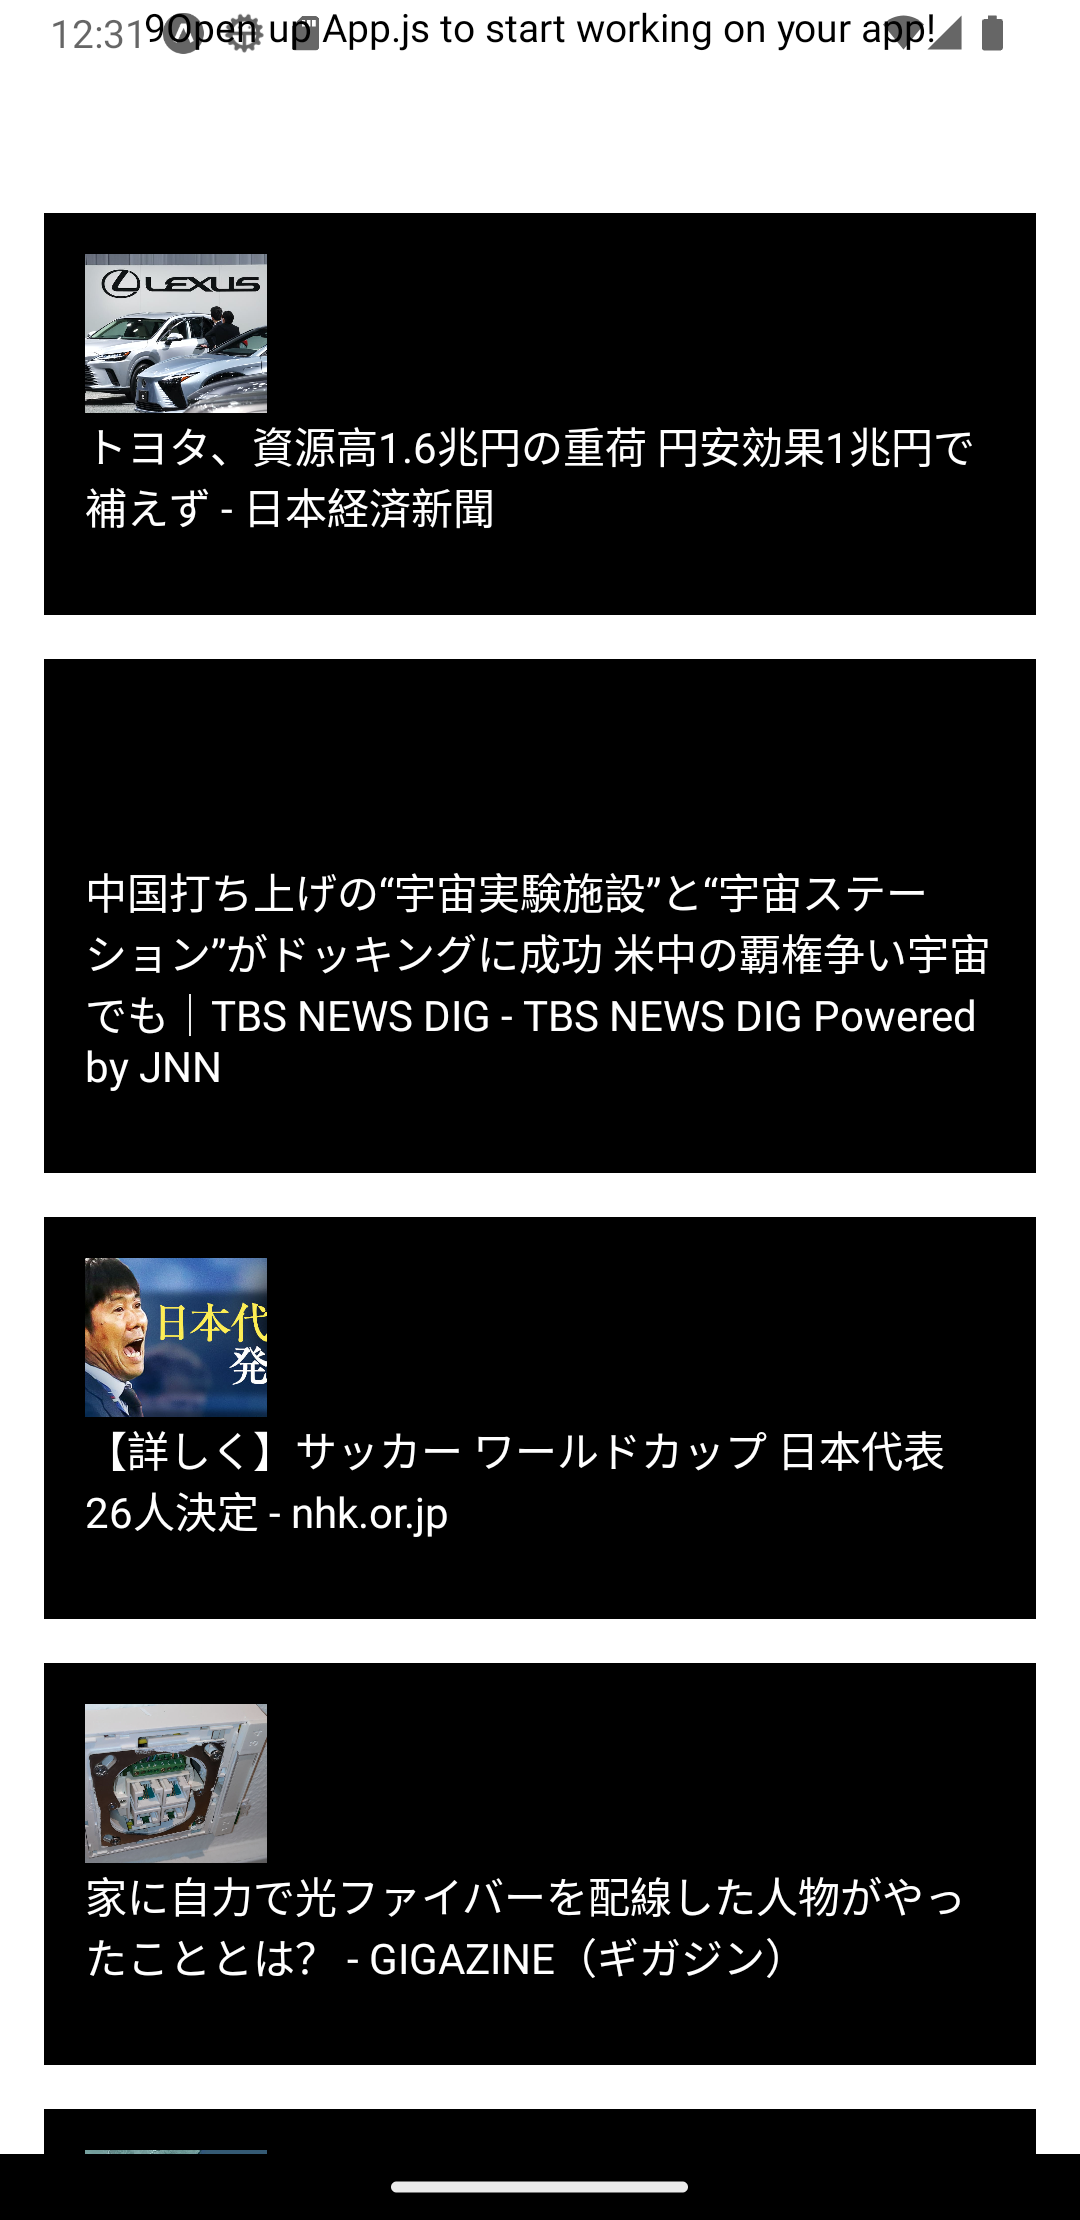 12:31
9Open up App.js to start working on your app!
LEXUS
トヨタ、資源高1.6兆円の重荷 円安効果1兆円で
補えず - 日本経済新聞
中国打ち上げの“宇宙実験施設”と“宇宙ステー
ション”がドッキングに成功 米中の覇権争い宇宙
でも｜TBS NEWS DIG - TBS NEWS DIG Powered
by JNN
日本代
発
【詳しく】サッカー ワールドカップ 日本代表
26人決定 - nhk.or.jp
家に自力で光ファイバーを配線した人物がやっ
たこととは？ - GIGAZINE（ギガジン）